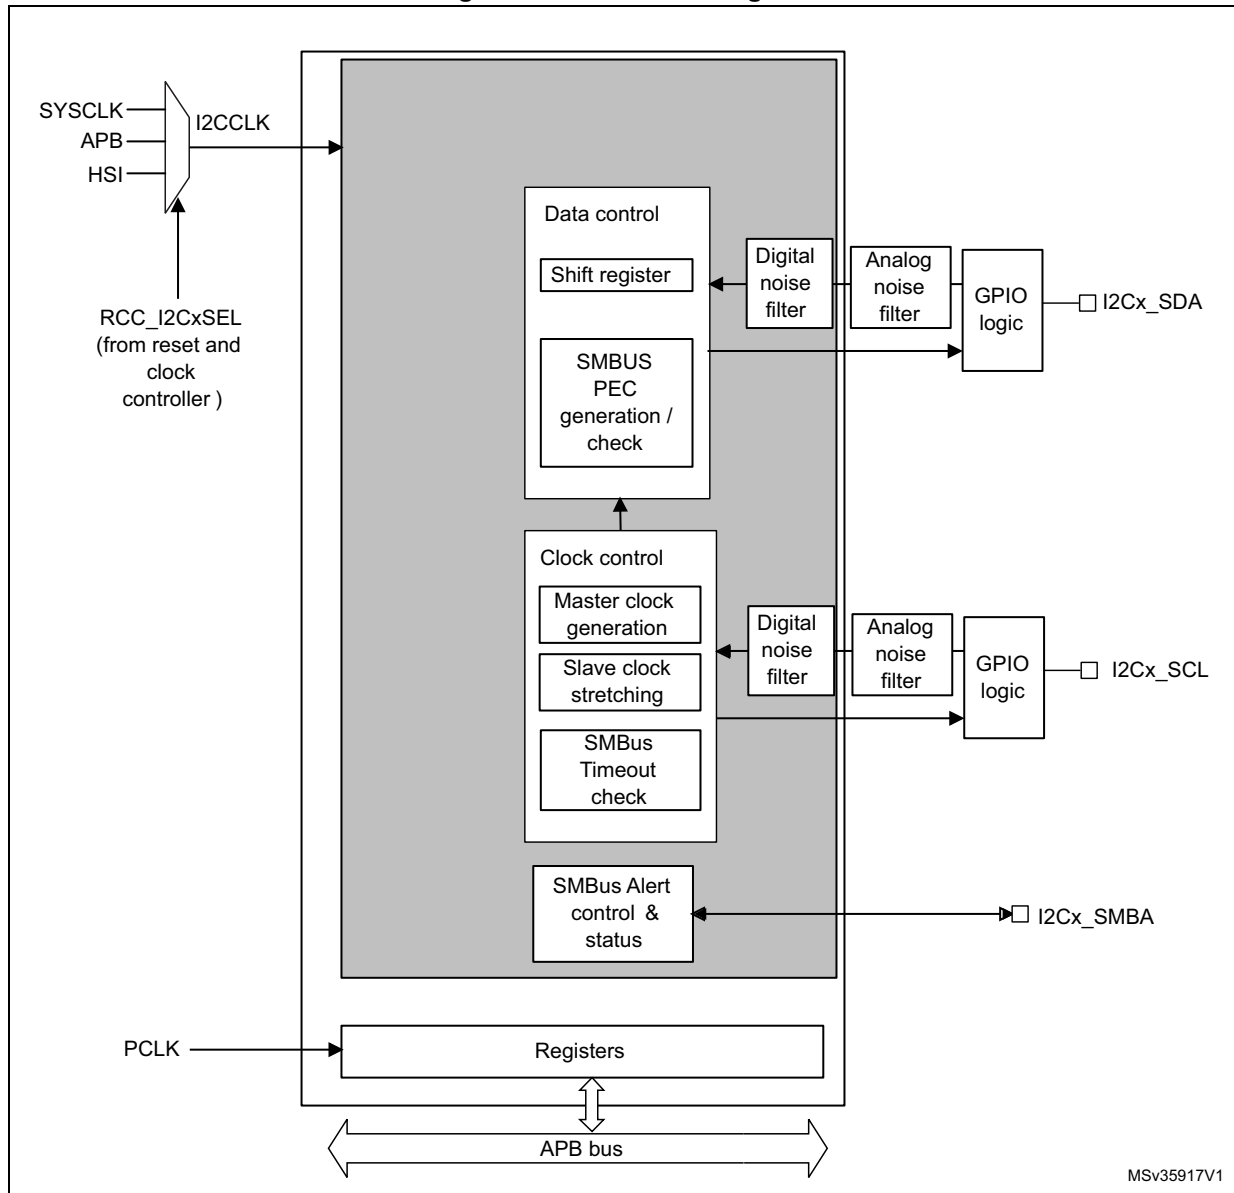 SYSCLK
APB
HSI
I2CCLK
RCC_I2CxSEL
(from reset and
clock
controller )
Data control
Shift register
SMBUS
PEC
generation /
check
Digital
noise
filter
Analog
noise
filter
GPIO
logic
I2Cx_SDA
Clock control
Master clock
generation
Slave clock
stretching
SMBus
Timeout
check
Digital
noise
filter
Analog
noise
filter
GPIO
logic
I2Cx_SCL
SMBus Alert
control &
status
I2Cx_SMBA
PCLK
Registers
APB bus
MSv35917V1